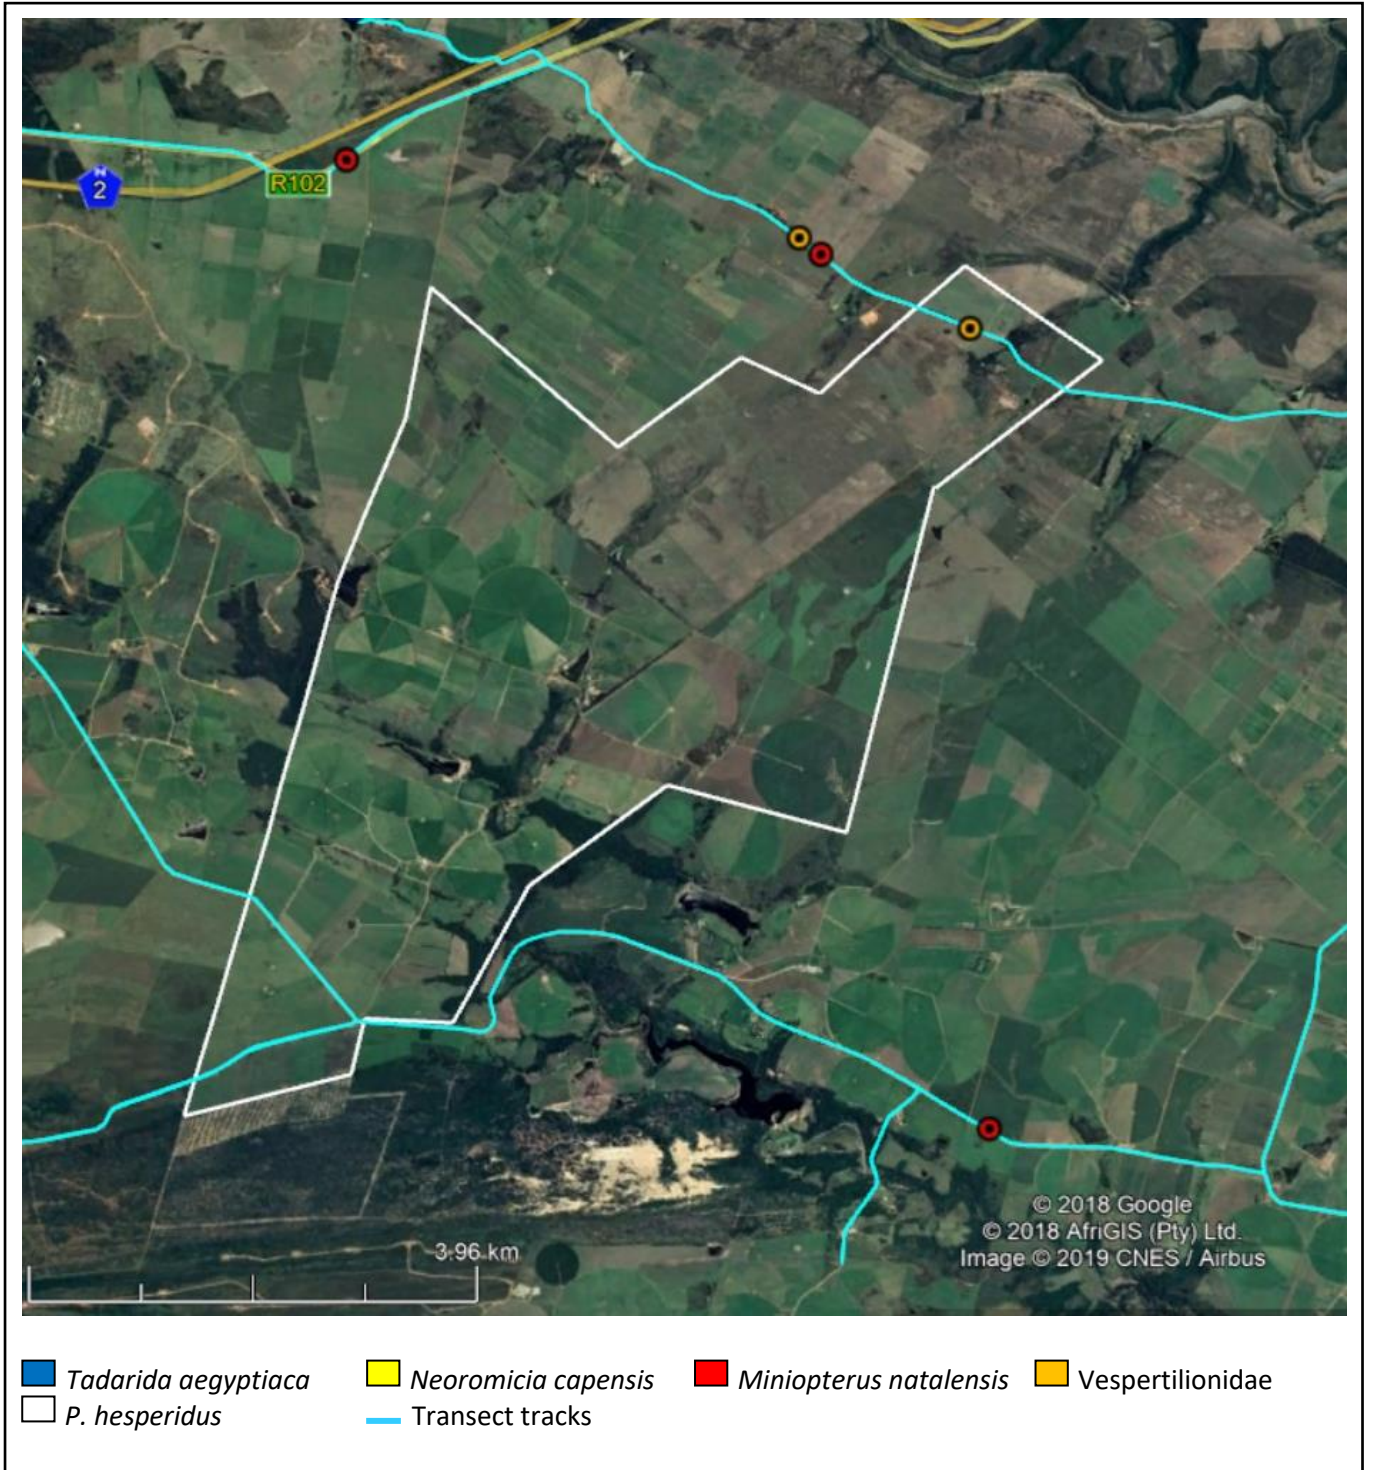 N
2
R102
© 2018 Google
© 2018 AfriGIS (Pty) Ltd.
Image © 2019 CNES / Airbus
3.96 km
Tadarida aegyptiaca Neoromicia capensis Miniopterus natalensis Vespertilionidae
P. hesperidus Transect tracks